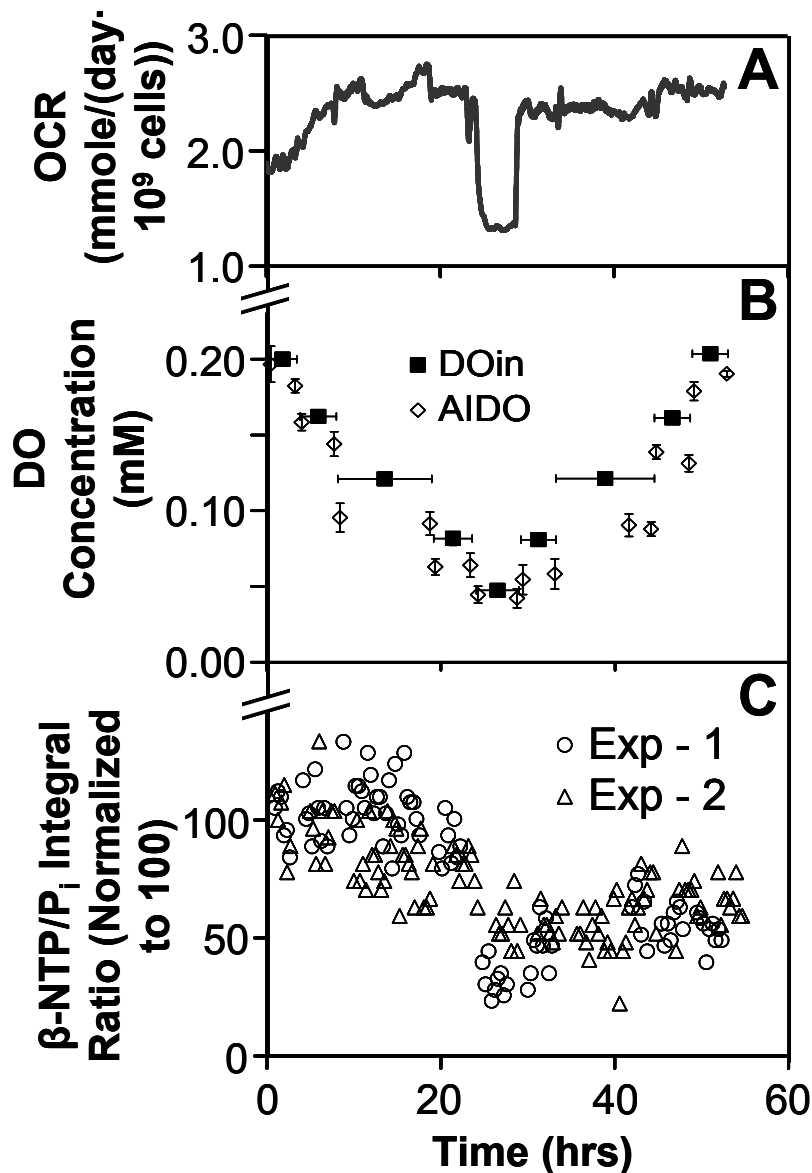 3.0
A
2.0
1.0
OCR
(mmole/(day·
10⁹ cells))
B
0.20
0.10
0.00
DO
Concentration
(mM)
DOin
AIDO
C
100
50
0
β-NTP/Pᵢ Integral
Ratio (Normalized
to 100)
Exp - 1
Exp - 2
0 20 40 60
Time (hrs)